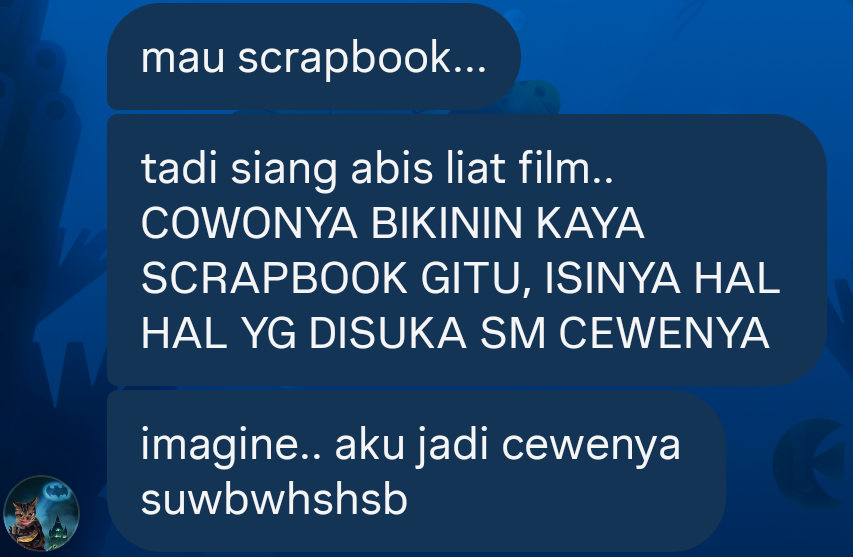 mau scrapbook...
tadi siang abis liat film..
COWONYA BIKININ KAYA
SCRAPBOOK GITU, ISINYA HAL
HAL YG DISUKA SM CEWENYA
imagine.. aku jadi cewenya
suwbwhshsb